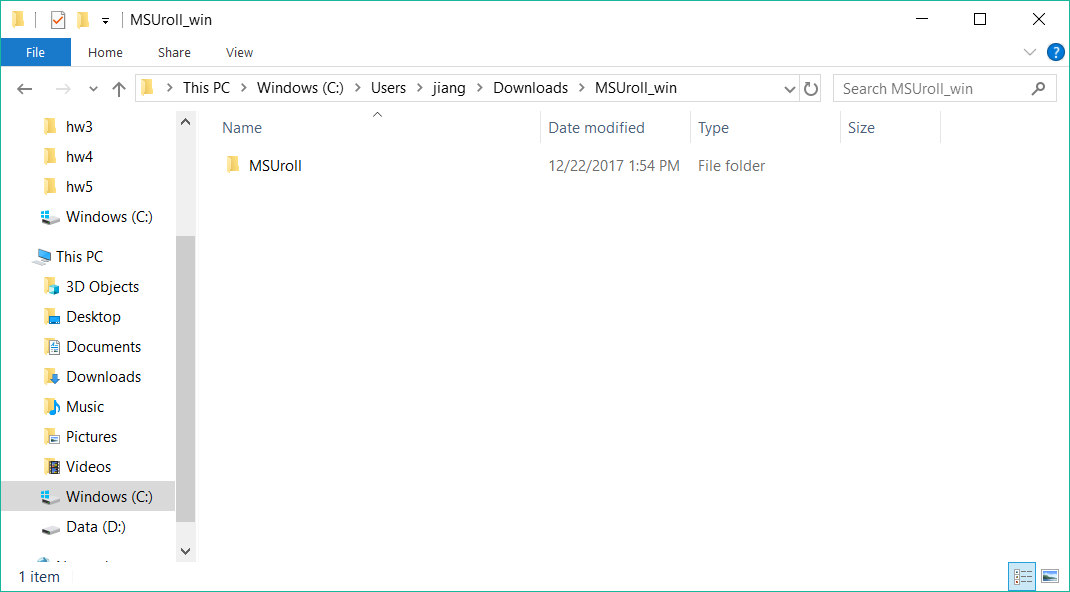 MSUroll_win
File Home Share View
This PC Windows (C:) Users jiang Downloads MSUroll_win
Search MSUroll_win
hw3
hw4
hw5
Windows (C:)
This PC
3D Objects
Desktop
Documents
Downloads
Music
Pictures
Videos
Windows (C:)
Data (D:)
Name Date modified Type Size
MSUroll 12/22/2017 1:54 PM File folder
1 item